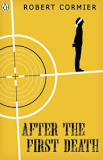 ROBERT CORMIER
AFTER THE FIRST DEATH